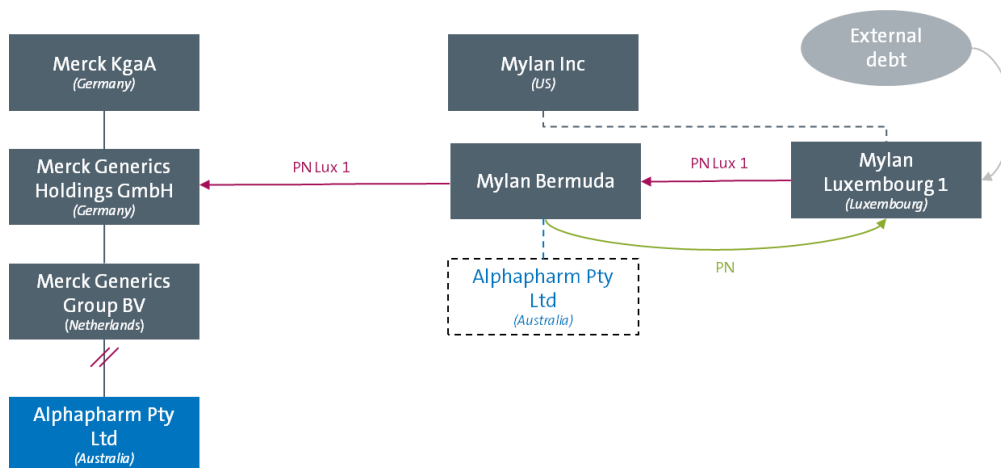 Merck KgaA
(Germany)
Mylan Inc
(US)
External
debt
Merck Generics
Holdings GmbH
(Germany)
PN Lux 1
Mylan Bermuda
PN Lux 1
Mylan
Luxembourg 1
(Luxembourg)
PN
Alphapharm Pty
Ltd
(Australia)
Merck Generics
Group BV
(Netherlands)
Alphapharm Pty
Ltd
(Australia)